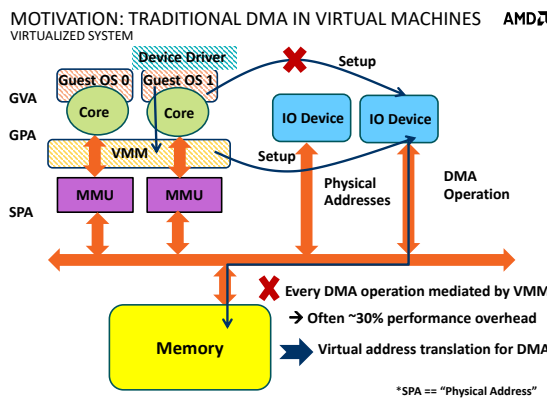 MOTIVATION: TRADITIONAL DMA IN VIRTUAL MACHINES
AMD
VIRTUALIZED SYSTEM
Device Driver
Guest OS 0
Guest OS 1
Setup
GVA
Core
Core
IO Device
IO Device
GPA
VMM
Setup
Physical
Addresses
DMA
Operation
MMU
MMU
SPA
Every DMA operation mediated by VMM
→ Often ~30% performance overhead
Memory
Virtual address translation for DMA
*SPA == “Physical Address”